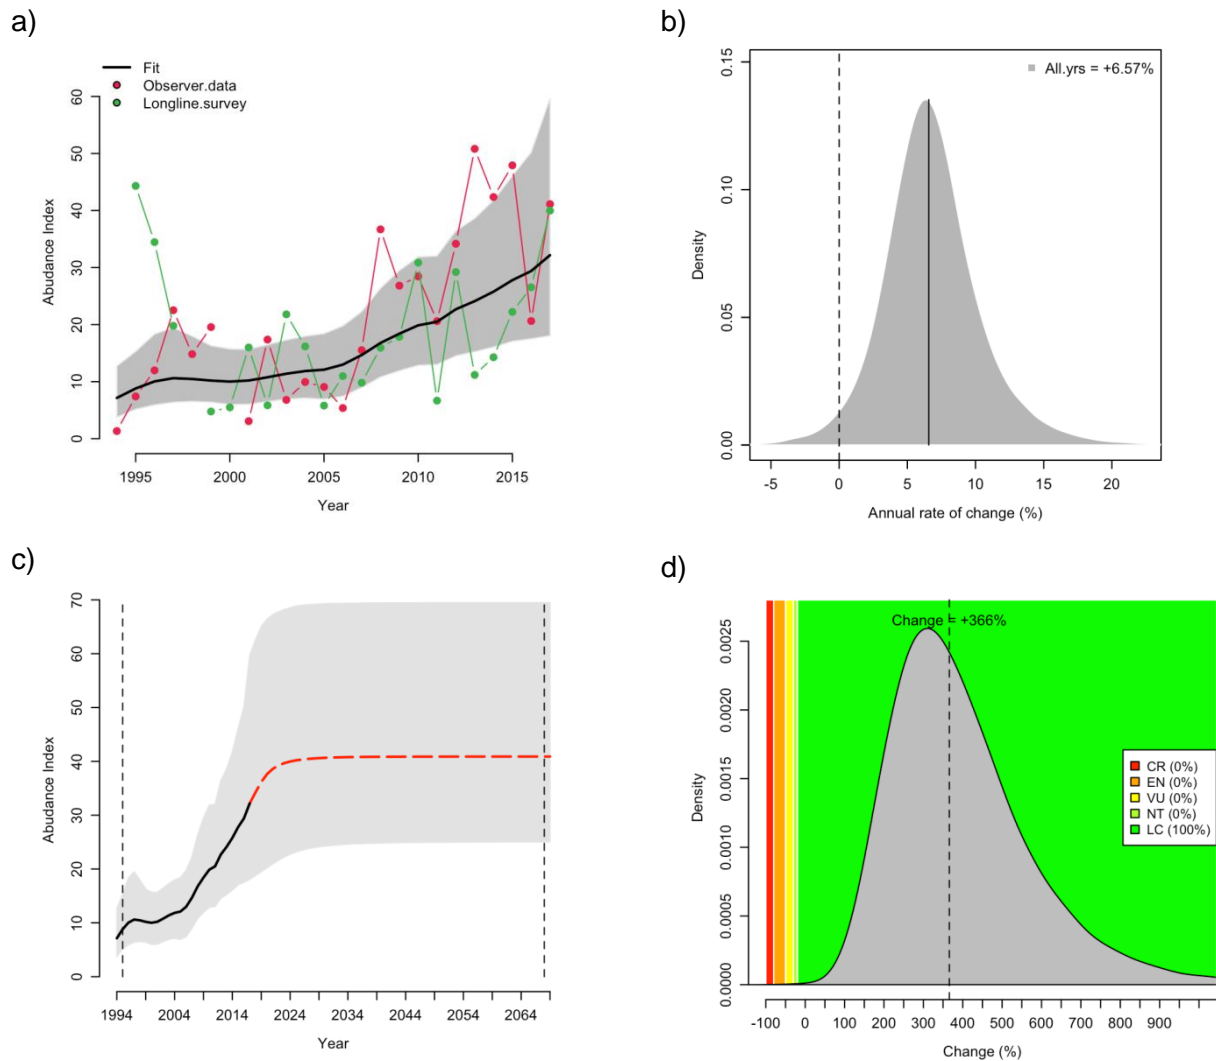 a)
Fit
Observer.data
Longline.survey
60
50
40
30
20
10
0
Abudance Index
1995 2000 2005 2010 2015
Year
b)
All.yrs = +6.57%
0.15
0.10
0.05
0.00
Density
-5 0 5 10 15 20
Annual rate of change (%)
c)
70
60
50
40
30
20
10
0
Abudance Index
1994 2004 2014 2024 2034 2044 2054 2064
Year
d)
Change = +366%
0.0025
0.0020
0.0015
0.0010
0.0005
0.0000
Density
CR (0%)
EN (0%)
VU (0%)
NT (0%)
LC (100%)
-100 0 100 200 300 400 500 600 700 800 900
Change (%)